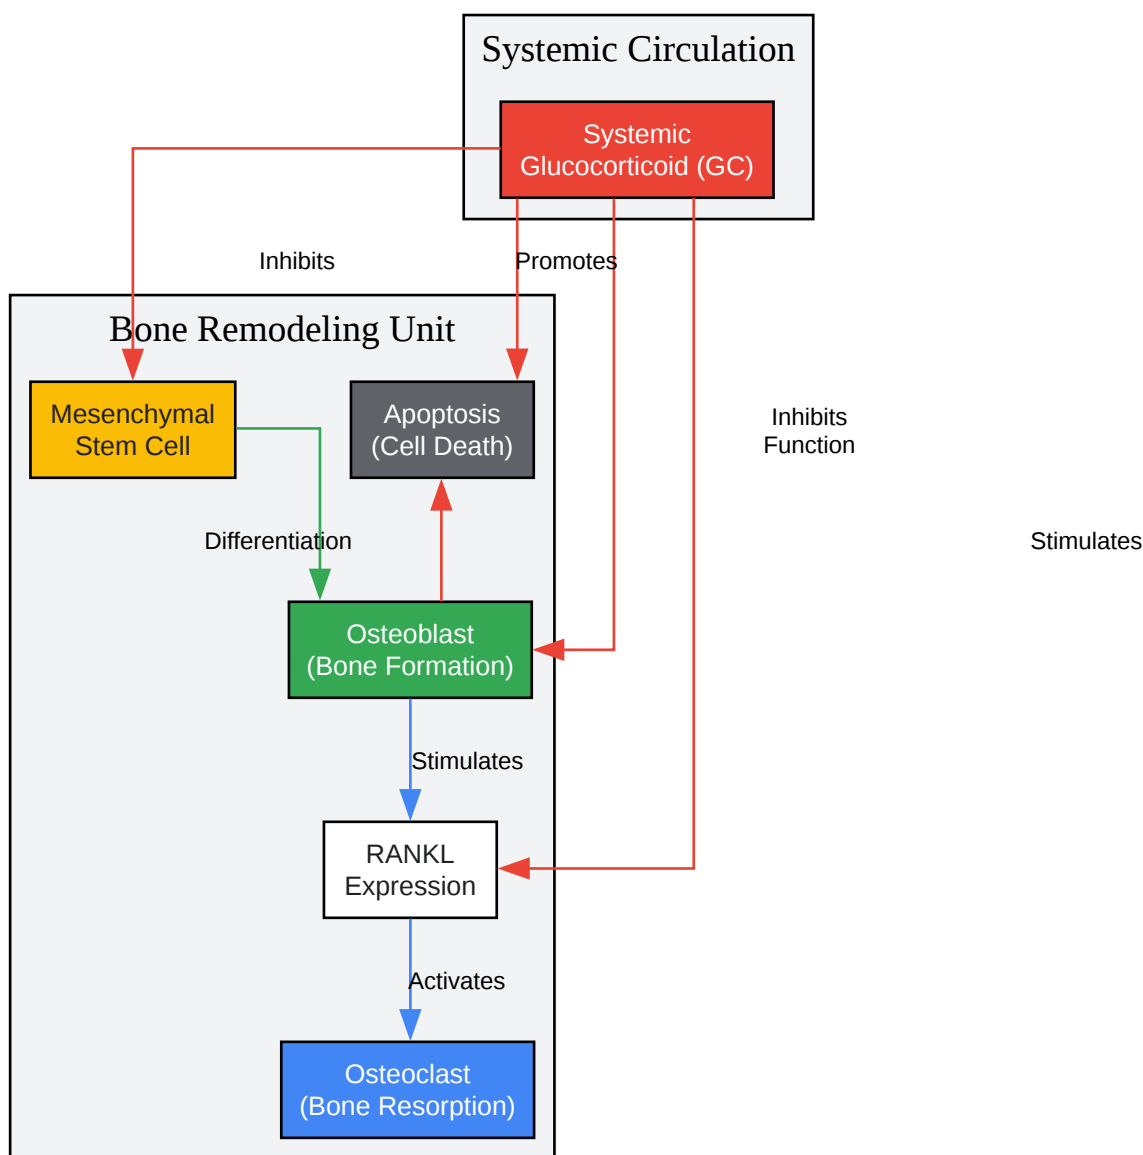 Systemic Circulation
Systemic
Glucocorticoid (GC)
Inhibits
Promotes
Bone Remodeling Unit
Mesenchymal
Stem Cell
Apoptosis
(Cell Death)
Inhibits
Function
Differentiation
Stimulates
Osteoblast
(Bone Formation)
Stimulates
RANKL
Expression
Activates
Osteoclast
(Bone Resorption)